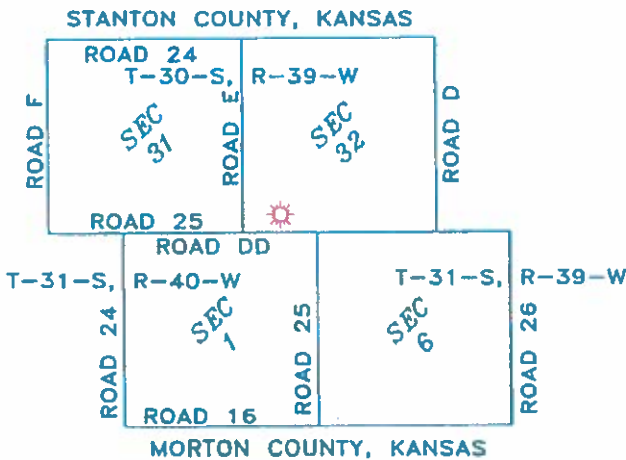 STANTON COUNTY, KANSAS
ROAD 24
T-30-S, R-39-W
ROAD F
SEC 31
ROAD E
SEC 32
ROAD D
ROAD 25
ROAD DD
T-31-S, R-40-W
T-31-S, R-39-W
ROAD 24
SEC 1
ROAD 25
SEC 6
ROAD 26
ROAD 16
MORTON COUNTY, KANSAS